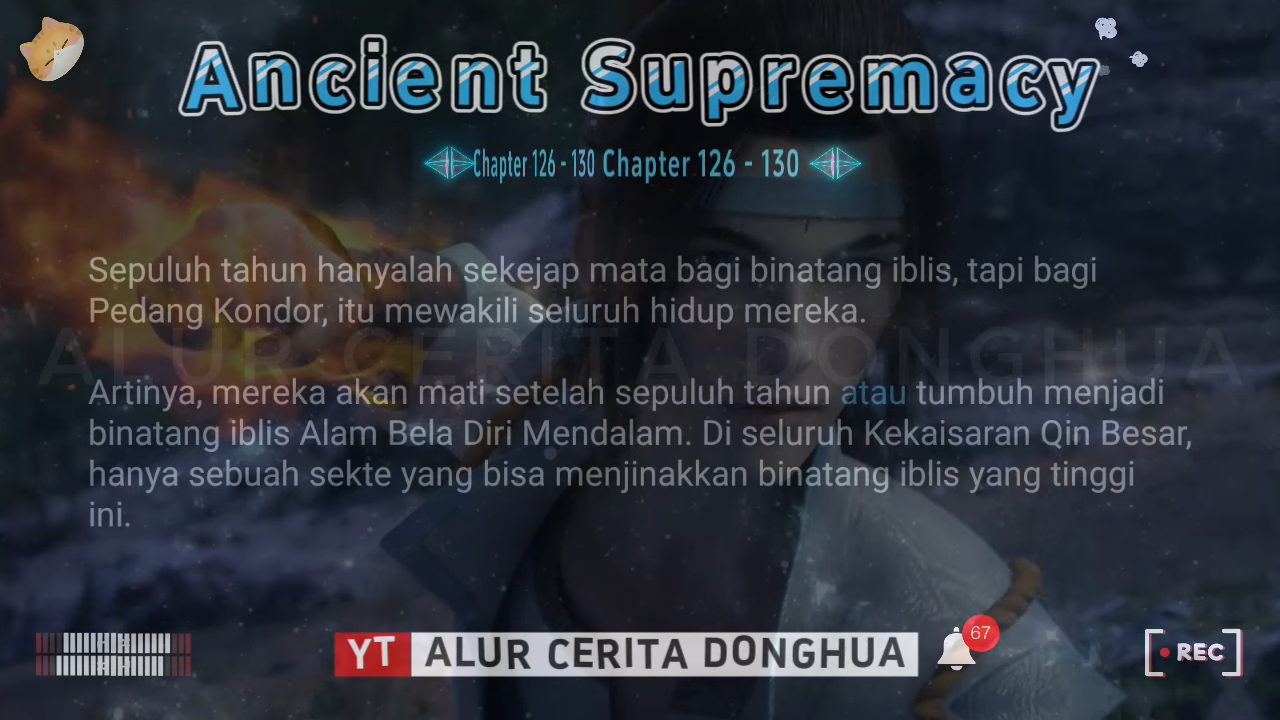 Ancient Supremacy
Chapter 126 - 130 Chapter 126 - 130
Sepuluh tahun hanyalah sekejap mata bagi binatang iblis, tapi bagi
Pedang Kondor, itu mewakili seluruh hidup mereka.
ALUR CERITA DONGHUA
Artinya, mereka akan mati setelah sepuluh tahun atau tumbuh menjadi
binatang iblis Alam Bela Diri Mendalam. Di seluruh Kekaisaran Qin Besar,
hanya sebuah sekte yang bisa menjinakkan binatang iblis yang tinggi
ini.
YT ALUR CERITA DONGHUA
67
REC